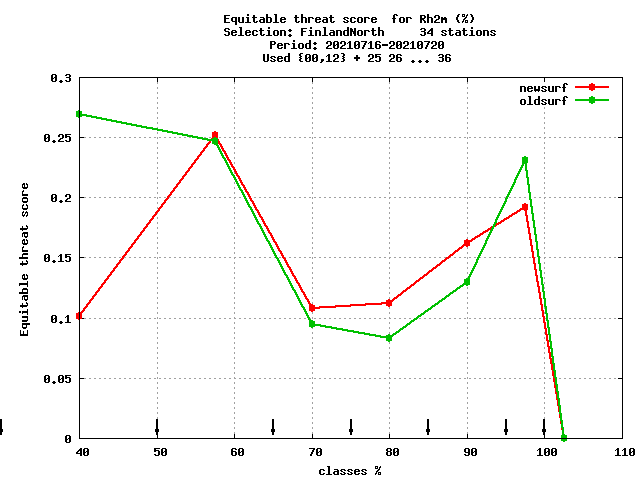 Equitable threat score  for Rh2m (%)
Selection: FinlandNorth     34 stations
Period: 20210716-20210720
Used {00,12} + 25 26 ... 36
newsurf
oldsurf
0.3
0.25
0.2
0.15
0.1
0.05
0
Equitable threat score
40 50 60 70 80 90 100 110
classes %